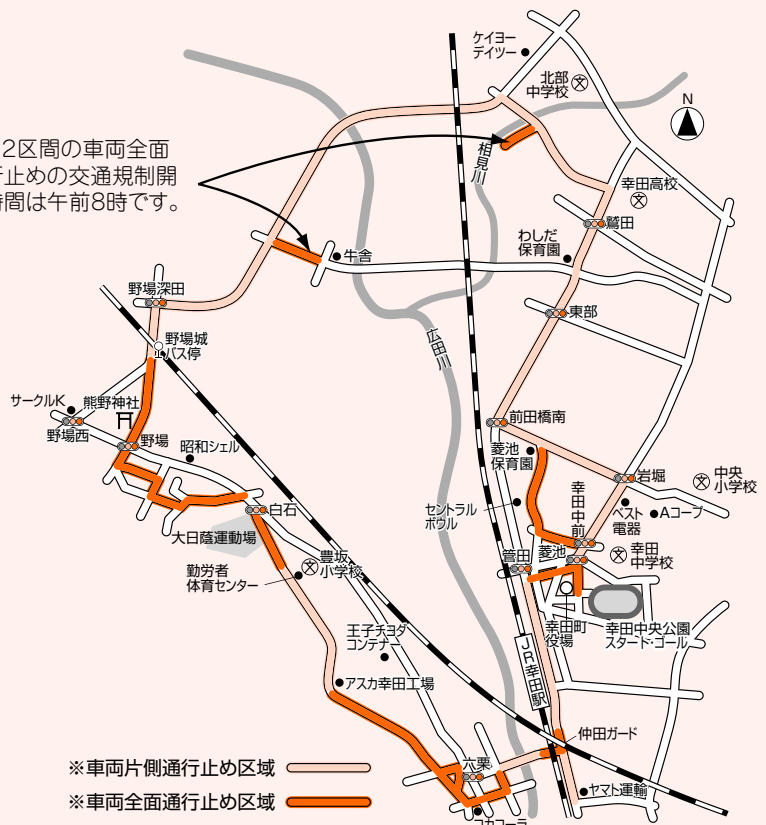 ケイヨー
デイツー
北部
中学校
N
2区間の車両全面
行止めの交通規制開
時間は午前8時です。
相見川
幸田高校
鷲田
わしだ
保育園
牛舎
野場深田
東部
野場城
バス停
広田川
サークルK
熊野神社
野場西
野場
昭和シェル
前田橋南
菱池
保育園
岩堀
中央
小学校
セントラル
ボウル
幸田中前
ベスト
電器
Aコープ
白石
大日蔭運動場
豊坂
小学校
勤労者
体育センター
菅田
菱池
幸田
中学校
幸田町
役場
幸田中央公園
スタート・ゴール
王子チヨダ
コンテナー
JR幸田駅
アスカ幸田工場
仲田ガード
六栗
ヤマト運輸
コカコーラ
※車両片側通行止め区域
※車両全面通行止め区域